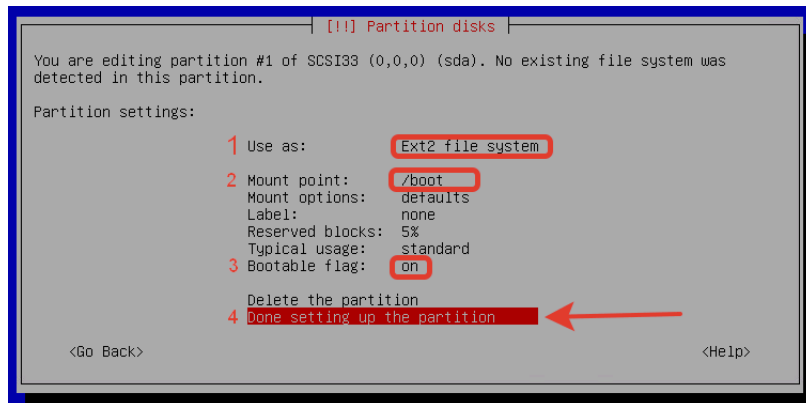 [!!] Partition disks
You are editing partition #1 of SCSI33 (0,0,0) (sda). No existing file system was
detected in this partition.
Partition settings:
1 Use as: Ext2 file system
2 Mount point: /boot
Mount options: defaults
Label: none
Reserved blocks: 5%
Typical usage: standard
3 Bootable flag: on
Delete the partition
4 Done setting up the partition
<Go Back> <Help>